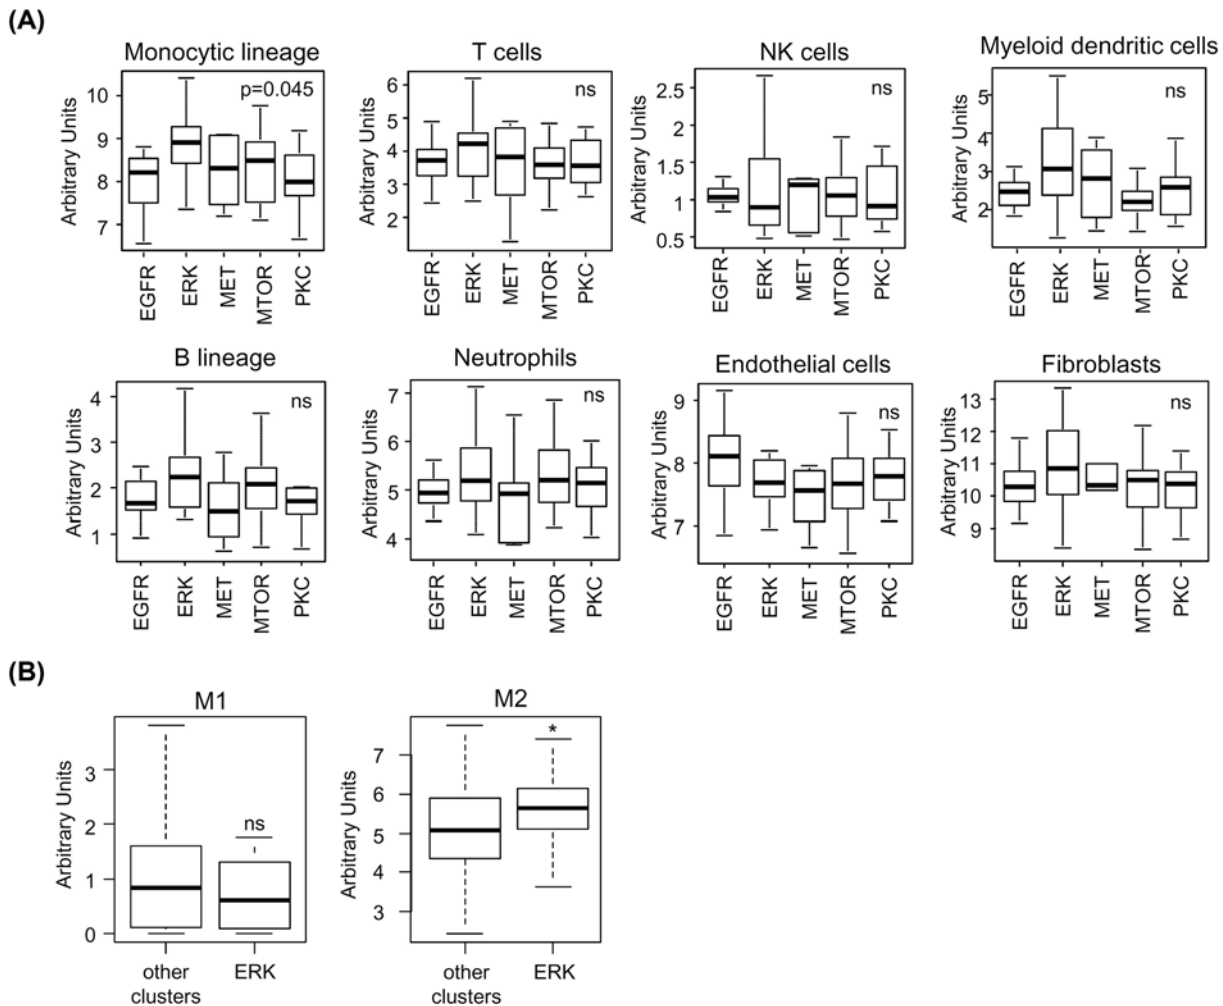 (A)
Monocytic lineage
Arbitrary Units
10
9
8
7
p=0.045
EGFR
ERK
MET
MTOR
PKC
T cells
Arbitrary Units
6
5
4
3
2
ns
EGFR
ERK
MET
MTOR
PKC
NK cells
Arbitrary Units
2.5
2
1.5
1
0.5
ns
EGFR
ERK
MET
MTOR
PKC
Myeloid dendritic cells
Arbitrary Units
5
4
3
2
ns
EGFR
ERK
MET
MTOR
PKC
B lineage
Arbitrary Units
4
3
2
1
ns
EGFR
ERK
MET
MTOR
PKC
Neutrophils
Arbitrary Units
7
6
5
4
ns
EGFR
ERK
MET
MTOR
PKC
Endothelial cells
Arbitrary Units
9
8
7
ns
EGFR
ERK
MET
MTOR
PKC
Fibroblasts
Arbitrary Units
13
12
11
10
9
ns
EGFR
ERK
MET
MTOR
PKC
(B)
M1
Arbitrary Units
3
2
1
0
ns
other
clusters
ERK
M2
Arbitrary Units
7
6
5
4
3
*
other
clusters
ERK